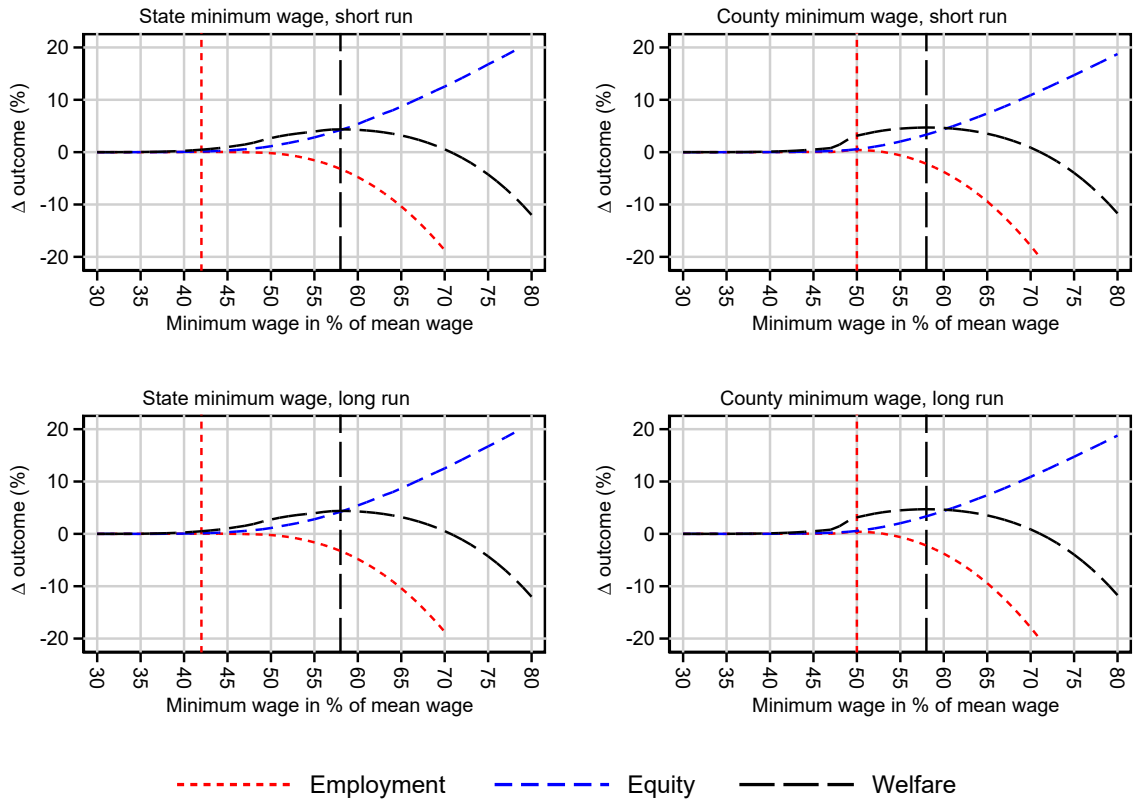 State minimum wage, short run
Δ outcome (%)
20
10
0
-10
-20
30 35 40 45 50 55 60 65 70 75 80
Minimum wage in % of mean wage
County minimum wage, short run
Δ outcome (%)
20
10
0
-10
-20
30 35 40 45 50 55 60 65 70 75 80
Minimum wage in % of mean wage
State minimum wage, long run
Δ outcome (%)
20
10
0
-10
-20
30 35 40 45 50 55 60 65 70 75 80
Minimum wage in % of mean wage
County minimum wage, long run
Δ outcome (%)
20
10
0
-10
-20
30 35 40 45 50 55 60 65 70 75 80
Minimum wage in % of mean wage
Employment Equity Welfare